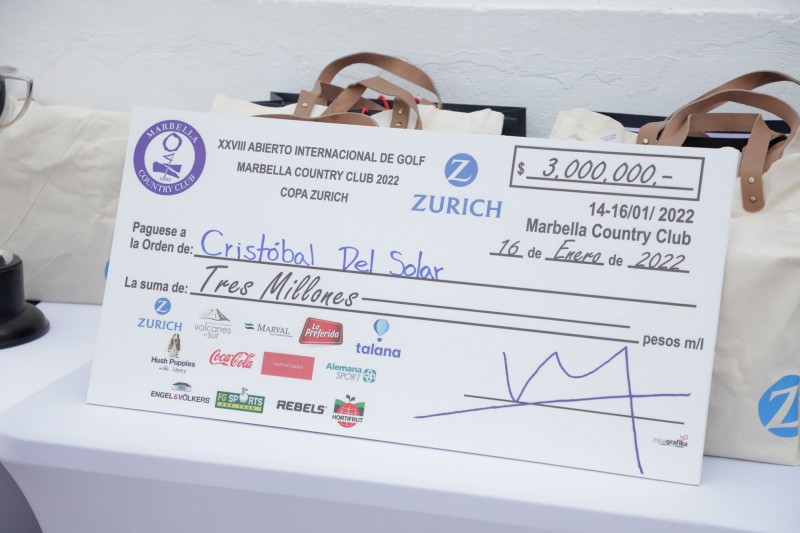 MARBELLA
COUNTRY CLUB
XXVIII ABIERTO INTERNACIONAL DE GOLF
MARBELLA COUNTRY CLUB 2022
COPA ZURICH
Z
ZURICH
$ 3,000,000,-
14-16/01/ 2022
Marbella Country Club
16 de Enero de 2022
Paguese a
la Orden de: Cristóbal Del Solar
La suma de: Tres Millones
pesos m/l
Z
ZURICH
volcanes
del sur
MARVAL
La Preferida
talana
Hush Puppies
Coca-Cola
Alemana
SPORT
ENGEL&VÖLKERS
FG SPORTS
REBELS
HORTIFRUT
zonagrafika
Z